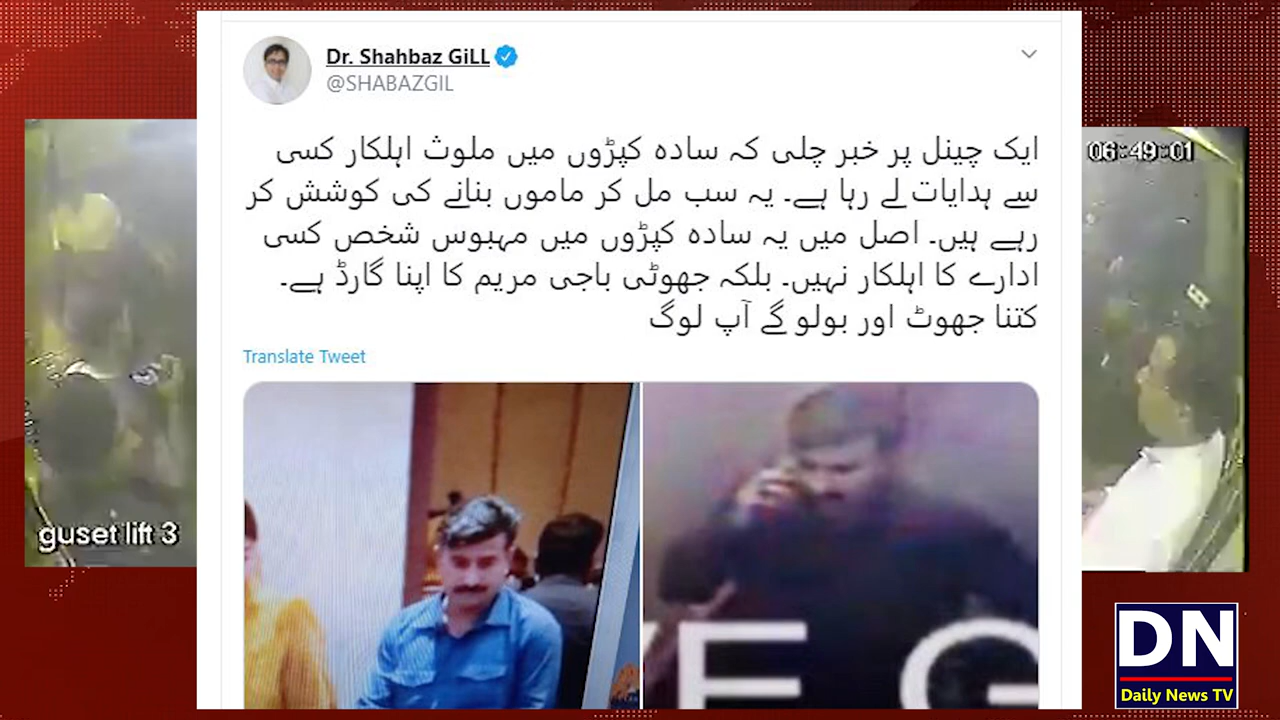 Dr. Shahbaz GiLL
@SHABAZGIL
ایک چینل پر خبر چلی کہ سادہ کپڑوں میں ملوث اہلکار کسی
سے ہدایات لے رہا ہے۔ یہ سب مل کر ماموں بنانے کی کوشش کر
رہے ہیں۔ اصل میں یہ سادہ کپڑوں میں مہبوس شخص کسی
ادارے کا اہلکار نہیں۔ بلکہ جھوٹی باجی مریم کا اپنا گارڈ ہے۔
کتنا جھوٹ اور بولو گے آپ لوگ
Translate Tweet
06:49:01
guset lift 3
E G
DN
Daily News TV